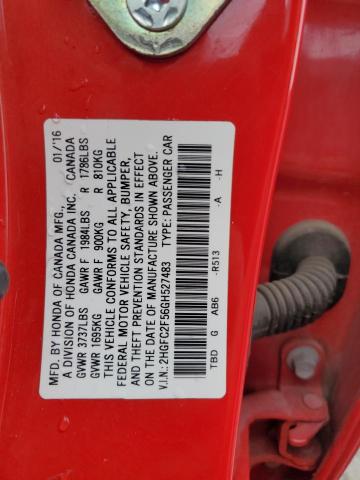 MFD. BY HONDA OF CANADA MFG., 01/'16
A DIVISION OF HONDA CANADA INC. CANADA
GVWR 3737LBS GAWR F 1984LBS R 1786LBS
GVWR 1695KG GAWR F 900KG R 810KG
THIS VEHICLE CONFORMS TO ALL APPLICABLE
FEDERAL MOTOR VEHICLE SAFETY, BUMPER,
AND THEFT PREVENTION STANDARDS IN EFFECT
ON THE DATE OF MANUFACTURE SHOWN ABOVE.
V.I.N.: 2HGFC2F56GH527483 TYPE: PASSENGER CAR
TBD G AB6 -R513 -A -H